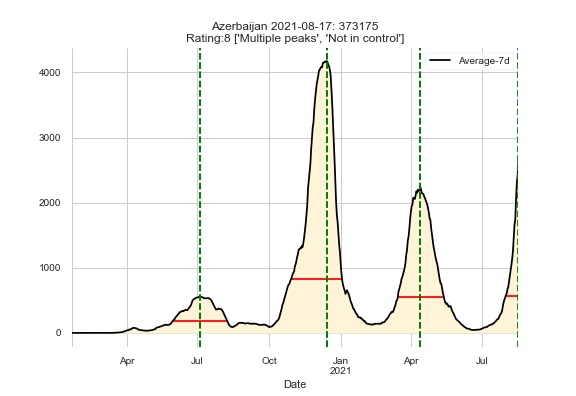 Azerbaijan 2021-08-17: 373175
Rating:8 ['Multiple peaks', 'Not in control']
Average-7d
4000
3000
2000
1000
0
Apr
Jul
Oct
Jan
2021
Apr
Jul
Date